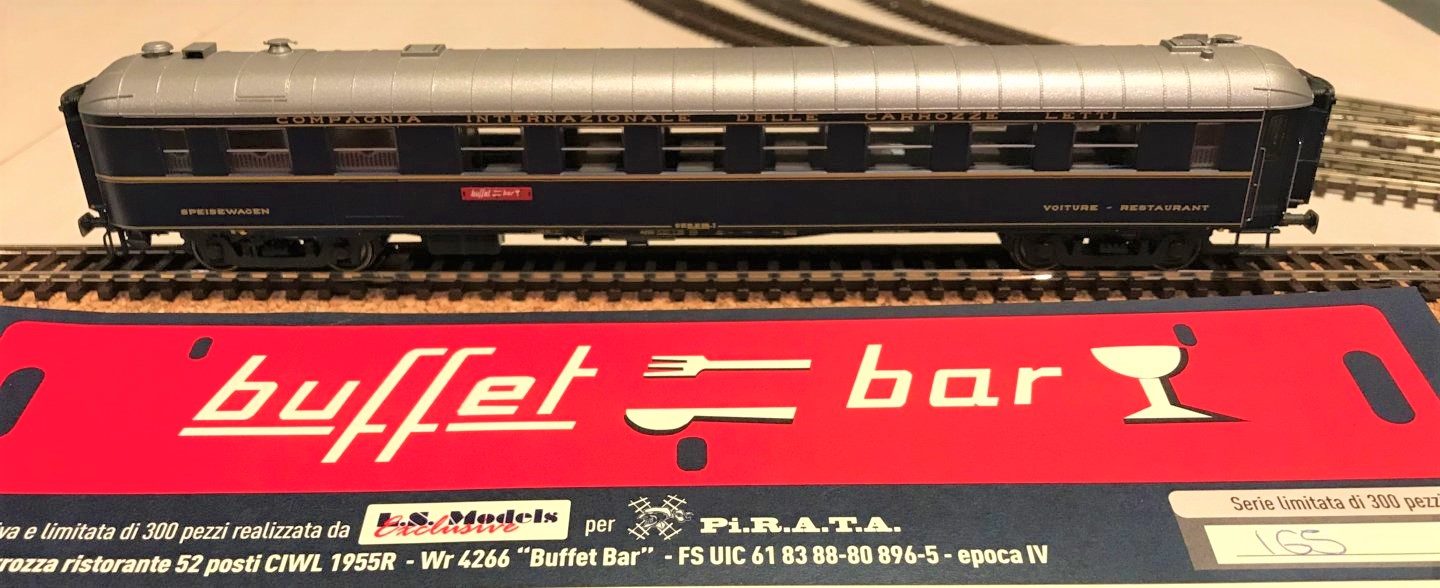 COMPAGNIA INTERNAZIONALE DELLE CARROZZE LETTI
buffet bar
SPEISEWAGEN
VOITURE - RESTAURANT
buffet bar
Serie limitata di 300 pezzi
e limitata di 300 pezzi realizzata da L.S. Models Exclusive per Pi.R.A.T.A.
165
ristorante 52 posti CIWL 1955R - Wr 4266 “Buffet Bar” - FS UIC 61 83 88-80 896-5 - epoca IV